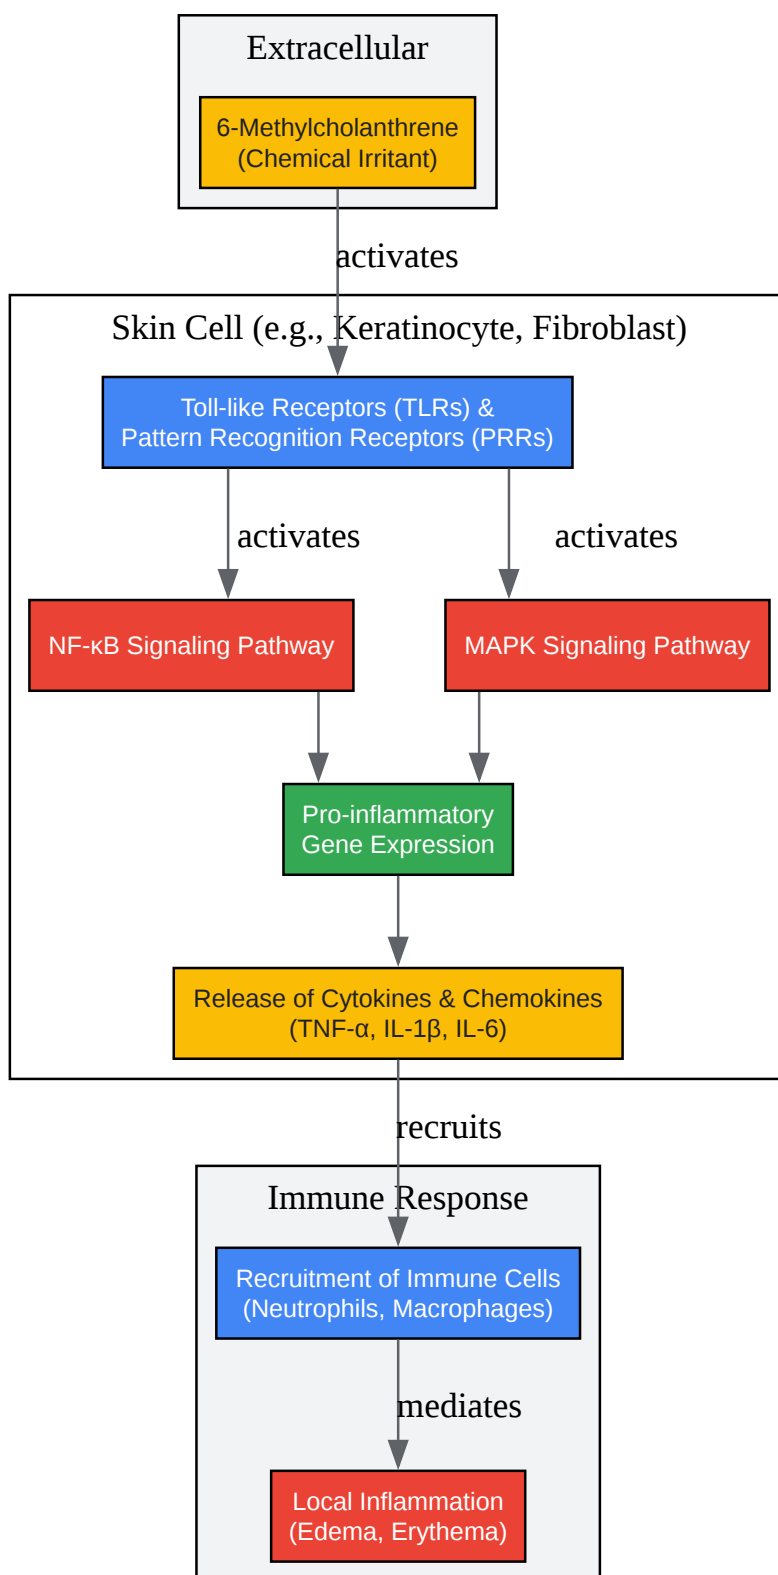 Extracellular
6-Methylcholanthrene
(Chemical Irritant)
activates
Skin Cell (e.g., Keratinocyte, Fibroblast)
Toll-like Receptors (TLRs) &
Pattern Recognition Receptors (PRRs)
activates
activates
NF-κB Signaling Pathway
MAPK Signaling Pathway
Pro-inflammatory
Gene Expression
Release of Cytokines & Chemokines
(TNF-α, IL-1β, IL-6)
recruits
Immune Response
Recruitment of Immune Cells
(Neutrophils, Macrophages)
mediates
Local Inflammation
(Edema, Erythema)